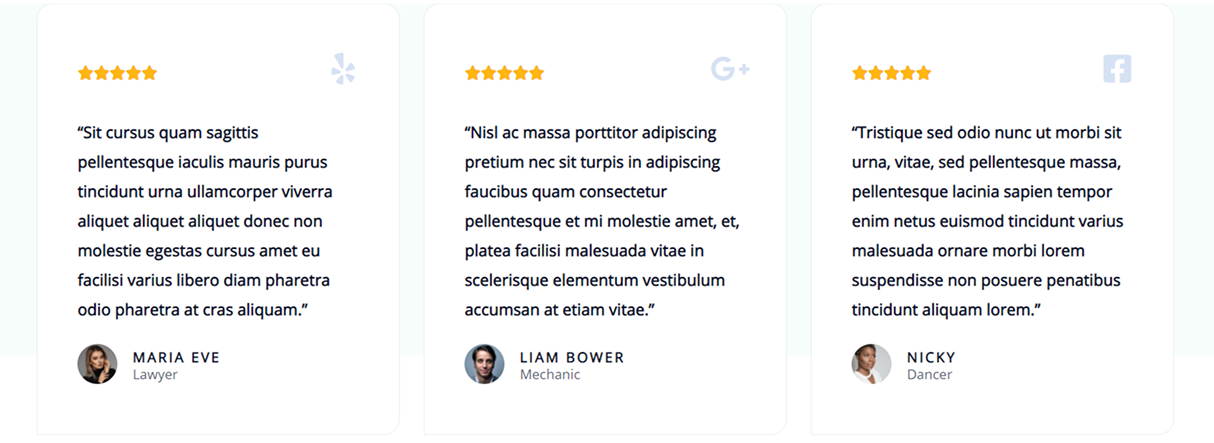 G+
“Sit cursus quam sagittis
pellentesque iaculis mauris purus
tincidunt urna ullamcorper viverra
aliquet aliquet aliquet donec non
molestie egestas cursus amet eu
facilisi varius libero diam pharetra
odio pharetra at cras aliquam.”
MARIA EVE
Lawyer
“Nisl ac massa porttitor adipiscing
pretium nec sit turpis in adipiscing
faucibus quam consectetur
pellentesque et mi molestie amet, et,
platea facilisi malesuada vitae in
scelerisque elementum vestibulum
accumsan at etiam vitae.”
LIAM BOWER
Mechanic
“Tristique sed odio nunc ut morbi sit
urna, vitae, sed pellentesque massa,
pellentesque lacinia sapien tempor
enim netus euismod tincidunt varius
malesuada ornare morbi lorem
suspendisse non posuere penatibus
tincidunt aliquam lorem.”
NICKY
Dancer